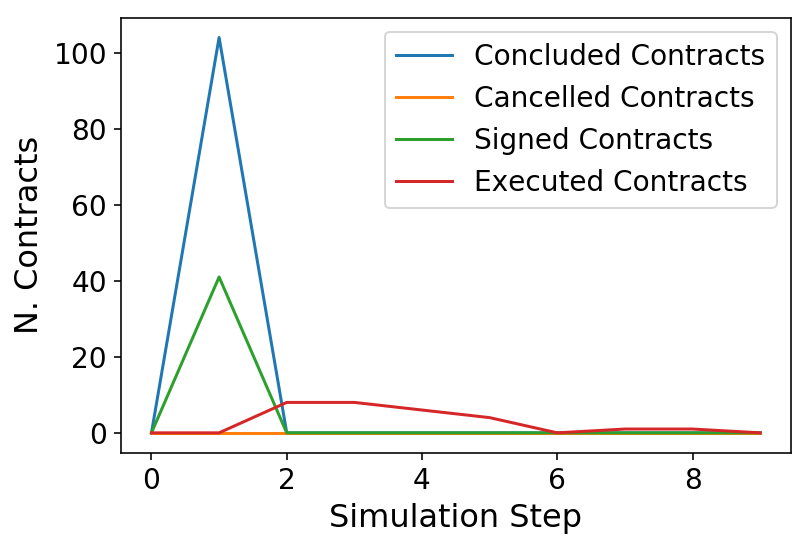 N. Contracts
100
80
60
40
20
0
Concluded Contracts
Cancelled Contracts
Signed Contracts
Executed Contracts
0 2 4 6 8
Simulation Step